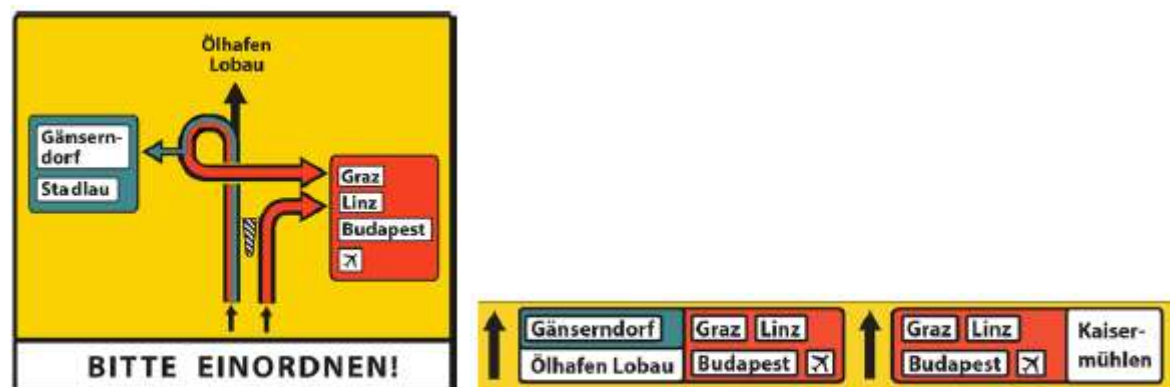 Ölhafen
Lobau
Gänsern-
dorf
Stadlau
Graz
Linz
Budapest
BITTE EINORDNEN!
Gänserndorf
Ölhafen Lobau
Graz Linz
Budapest
Graz Linz
Budapest
Kaiser-
mühlen